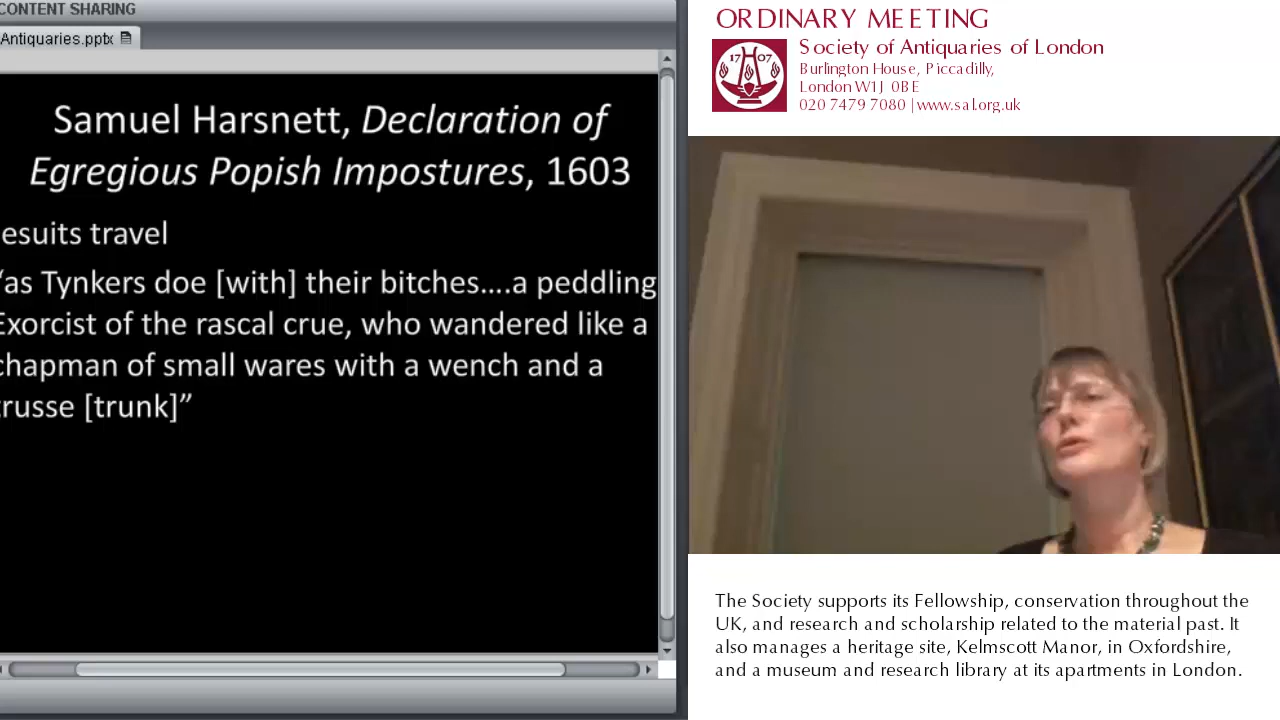 CONTENT SHARING
Antiquaries.pptx
Samuel Harsnett, Declaration of
Egregious Popish Impostures, 1603
esuits travel
“as Tynkers doe [with] their bitches….a peddling
Exorcist of the rascal crue, who wandered like a
chapman of small wares with a wench and a
trusse [trunk]”
ORDINARY MEETING
Society of Antiquaries of London
Burlington House, Piccadilly,
London W1J 0BE
020 7479 7080 | www.sal.org.uk
17 07
The Society supports its Fellowship, conservation throughout the
UK, and research and scholarship related to the material past. It
also manages a heritage site, Kelmscott Manor, in Oxfordshire,
and a museum and research library at its apartments in London.